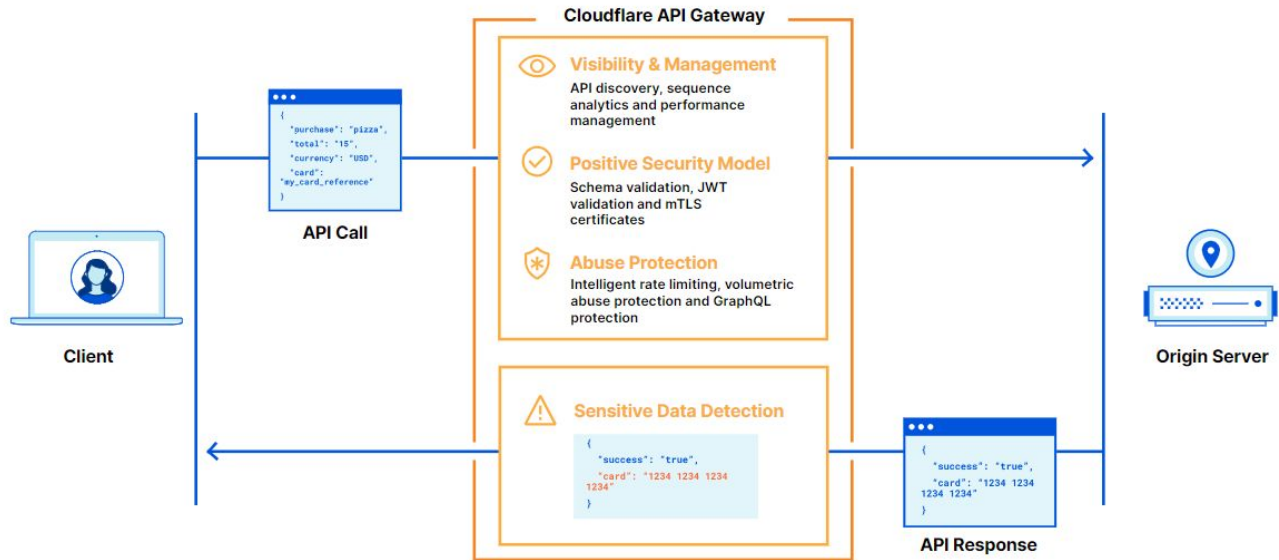 Cloudflare API Gateway
Visibility & Management
API discovery, sequence
analytics and performance
management
{
"purchase": "pizza",
"total": "15",
"currency": "USD",
"card":
"my_card_reference"
}
API Call
Positive Security Model
Schema validation, JWT
validation and mTLS
certificates
Abuse Protection
Intelligent rate limiting, volumetric
abuse protection and GraphQL
protection
Client
Origin Server
Sensitive Data Detection
{
"success": "true",
"card": "1234 1234 1234
1234"
}
{
"success": "true",
"card": "1234 1234
1234 1234"
}
API Response